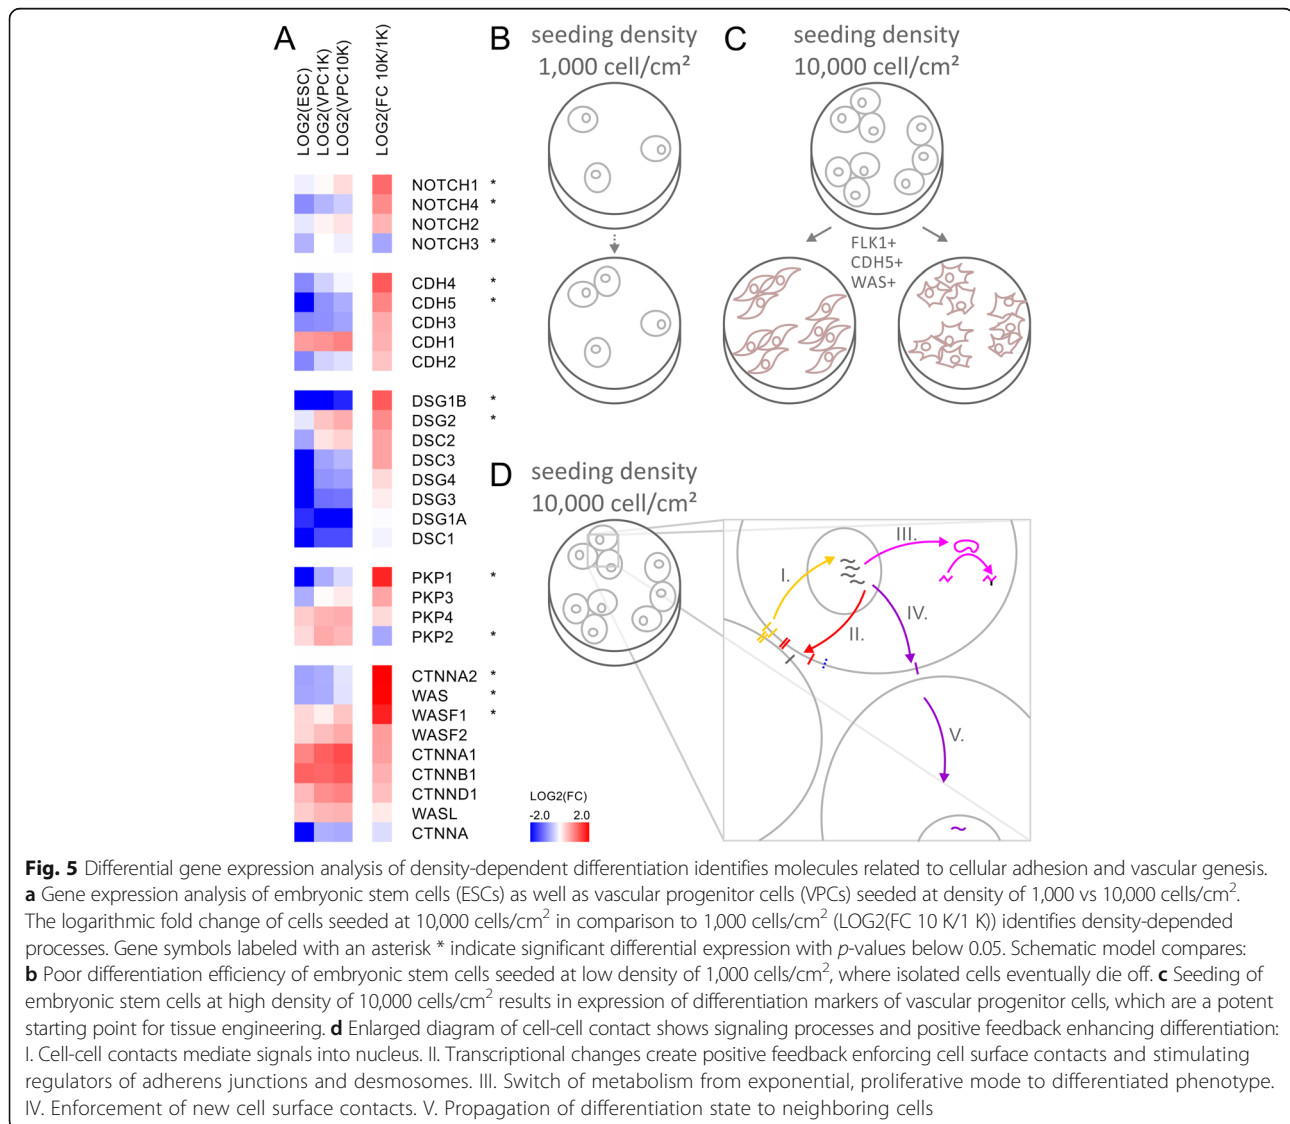 A
LOG2(ESC)
LOG2(VPC1K)
LOG2(VPC10K)
LOG2(FC 10K/1K)
NOTCH1 *
NOTCH4 *
NOTCH2
NOTCH3 *
CDH4 *
CDH5 *
CDH3
CDH1
CDH2
DSG1B *
DSG2 *
DSC2
DSC3
DSG4
DSG3
DSG1A
DSC1
PKP1 *
PKP3
PKP4
PKP2 *
CTNNA2 *
WAS *
WASF1 *
WASF2
CTNNA1
CTNNB1
CTNND1
WASL
CTNNA
LOG2(FC)
-2.0 2.0
B
seeding density
1,000 cell/cm²
C
seeding density
10,000 cell/cm²
FLK1+
CDH5+
WAS+
D
seeding density
10,000 cell/cm²
I.
II.
III.
IV.
V.
Fig. 5 Differential gene expression analysis of density-dependent differentiation identifies molecules related to cellular adhesion and vascular genesis.
a Gene expression analysis of embryonic stem cells (ESCs) as well as vascular progenitor cells (VPCs) seeded at density of 1,000 vs 10,000 cells/cm².
The logarithmic fold change of cells seeded at 10,000 cells/cm² in comparison to 1,000 cells/cm² (LOG2(FC 10 K/1 K)) identifies density-depended
processes. Gene symbols labeled with an asterisk * indicate significant differential expression with p-values below 0.05. Schematic model compares:
b Poor differentiation efficiency of embryonic stem cells seeded at low density of 1,000 cells/cm², where isolated cells eventually die off. c Seeding of
embryonic stem cells at high density of 10,000 cells/cm² results in expression of differentiation markers of vascular progenitor cells, which are a potent
starting point for tissue engineering. d Enlarged diagram of cell-cell contact shows signaling processes and positive feedback enhancing differentiation:
I. Cell-cell contacts mediate signals into nucleus. II. Transcriptional changes create positive feedback enforcing cell surface contacts and stimulating
regulators of adherens junctions and desmosomes. III. Switch of metabolism from exponential, proliferative mode to differentiated phenotype.
IV. Enforcement of new cell surface contacts. V. Propagation of differentiation state to neighboring cells